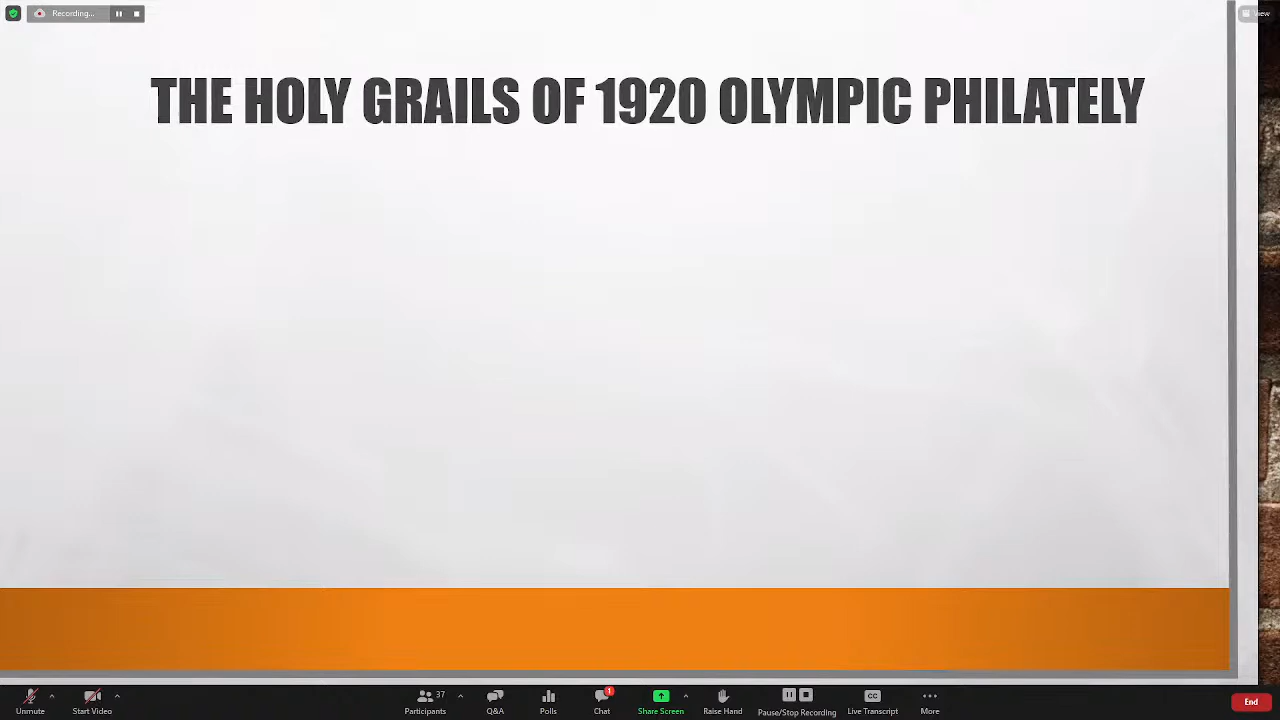 Recording...
View
THE HOLY GRAILS OF 1920 OLYMPIC PHILATELY
Unmute
Start Video
37
Participants
Q&A
Polls
1
Chat
Share Screen
Raise Hand
Pause/Stop Recording
CC
Live Transcript
More
End